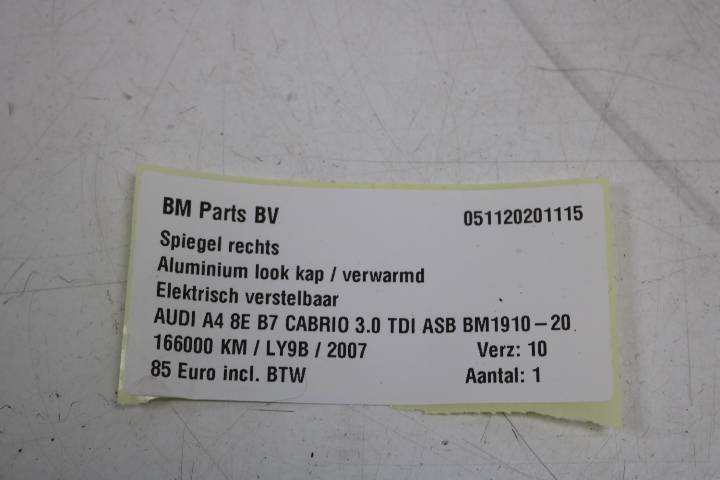 BM Parts BV 051120201115
Spiegel rechts
Aluminium look kap / verwarmd
Elektrisch verstelbaar
AUDI A4 8E B7 CABRIO 3.0 TDI ASB BM1910-20
166000 KM / LY9B / 2007 Verz: 10
85 Euro incl. BTW Aantal: 1